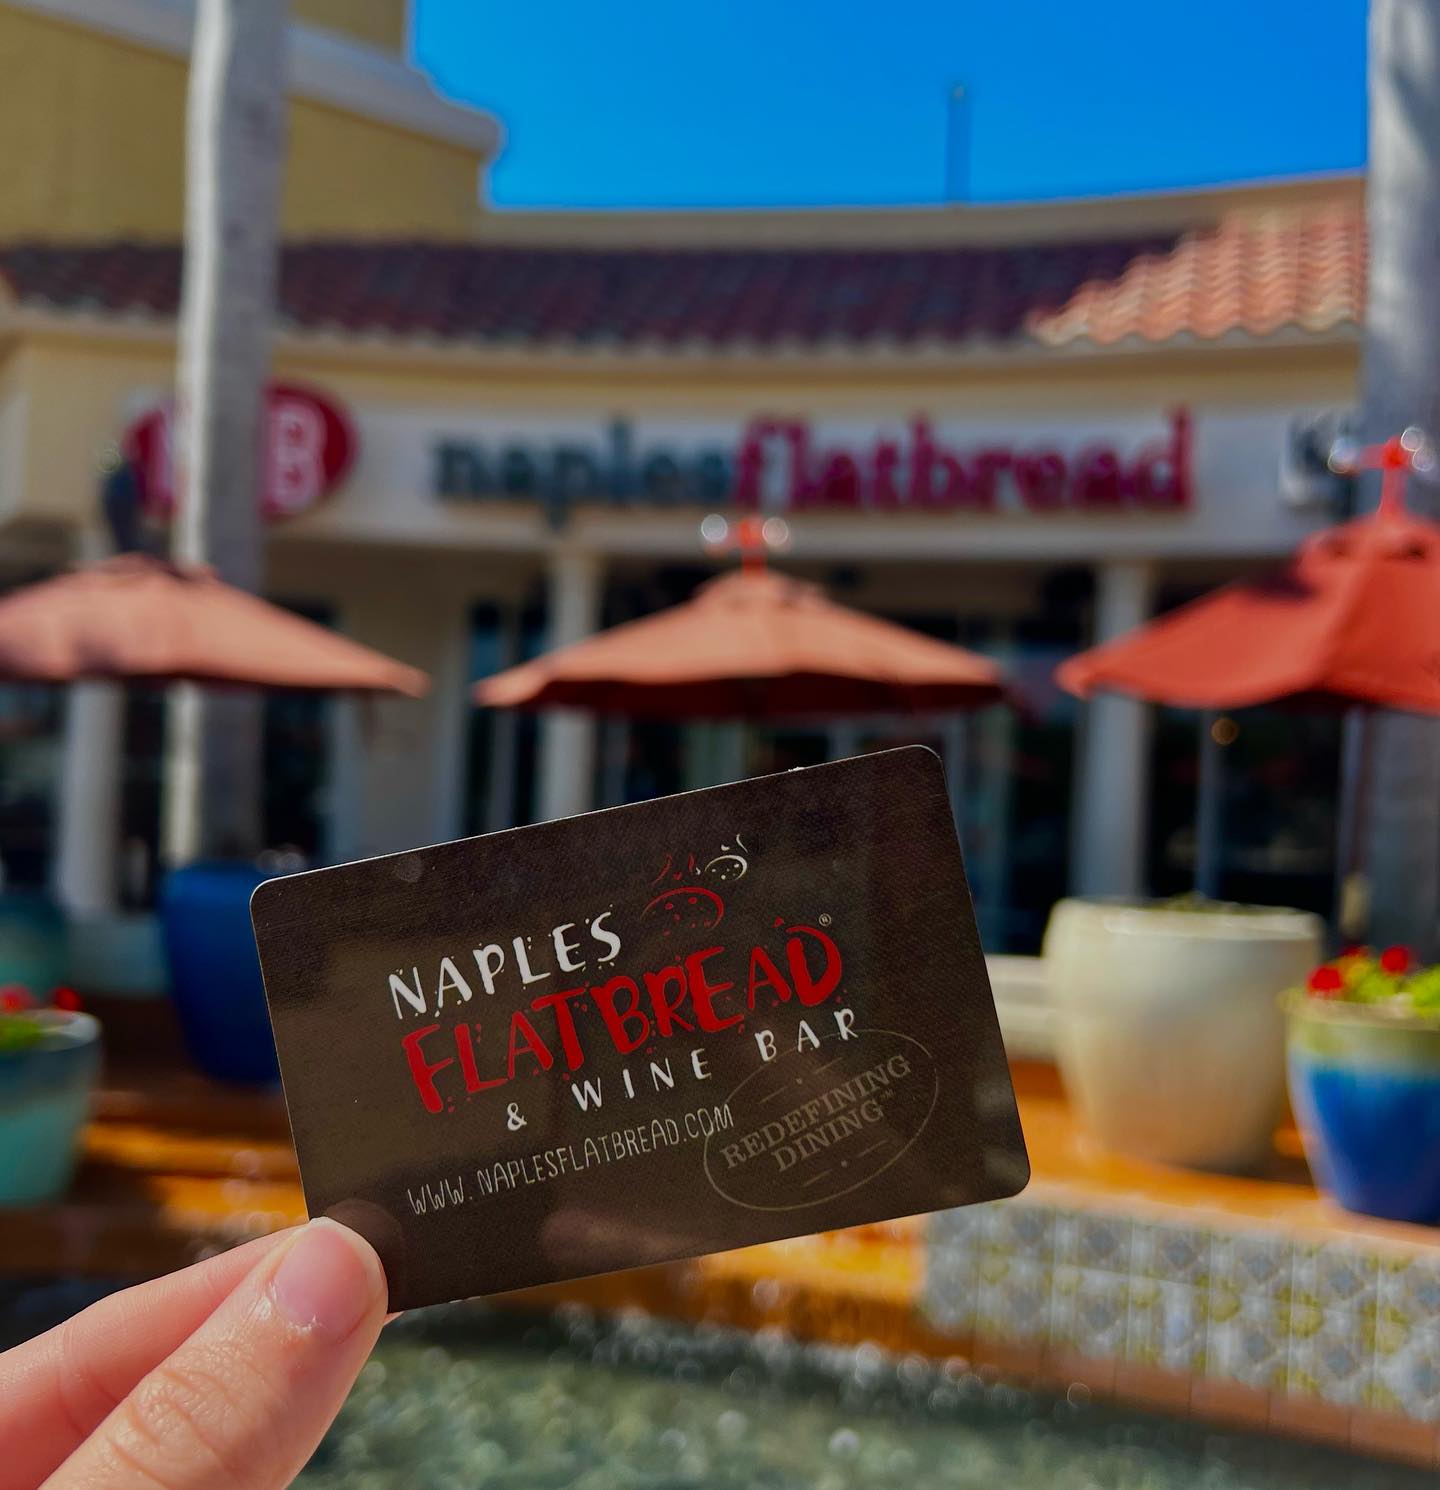 naplesflatbread
NAPLES
FLATBREAD®
& WINE BAR
WWW.NAPLESFLATBREAD.COM
REDEFINING
DINING™